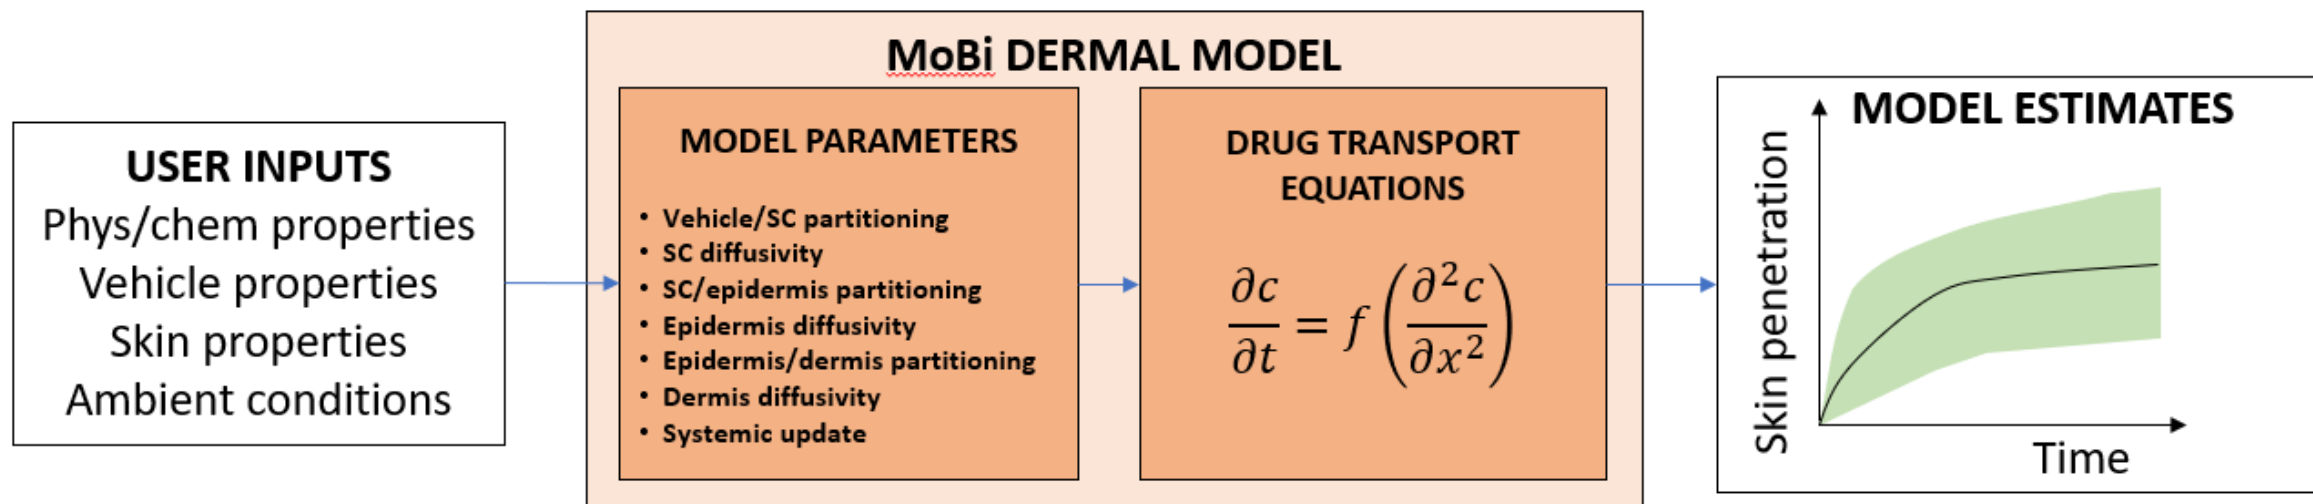 USER INPUTS
Phys/chem properties
Vehicle properties
Skin properties
Ambient conditions
MoBi DERMAL MODEL
MODEL PARAMETERS
• Vehicle/SC partitioning
• SC diffusivity
• SC/epidermis partitioning
• Epidermis diffusivity
• Epidermis/dermis partitioning
• Dermis diffusivity
• Systemic update
DRUG TRANSPORT
EQUATIONS
∂c/∂t = f(∂²c/∂x²)
MODEL ESTIMATES
Skin penetration
Time